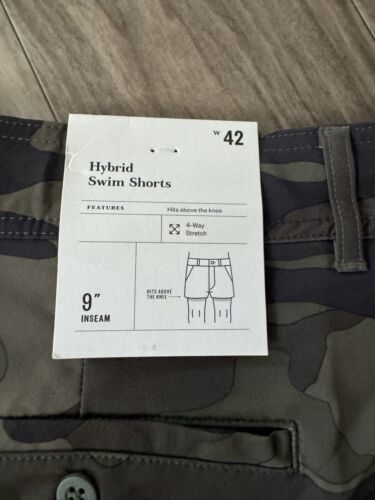 W 42
Hybrid
Swim Shorts
FEATURES
Hits above the knee
4-Way
Stretch
9"
INSEAM
HITS ABOVE
THE KNEE